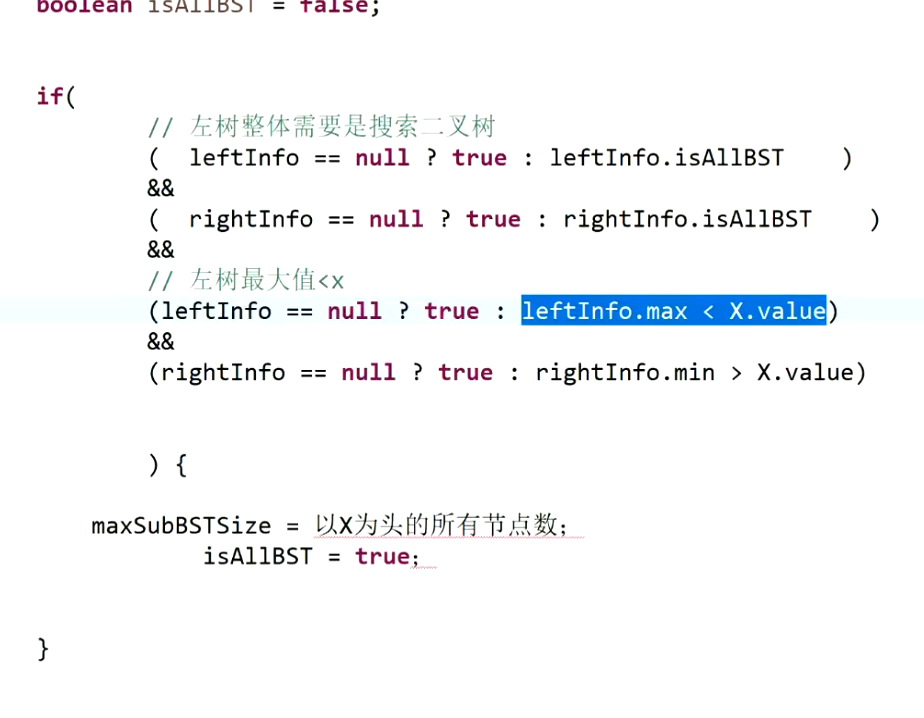 boolean isAllBST = false;
if(
// 左树整体需要是搜索二叉树
( leftInfo == null ? true : leftInfo.isAllBST )
&&
( rightInfo == null ? true : rightInfo.isAllBST )
&&
// 左树最大值<x
(leftInfo == null ? true : leftInfo.max < X.value)
&&
(rightInfo == null ? true : rightInfo.min > X.value)
) {
maxSubBSTSize = 以X为头的所有节点数;
isAllBST = true;
}